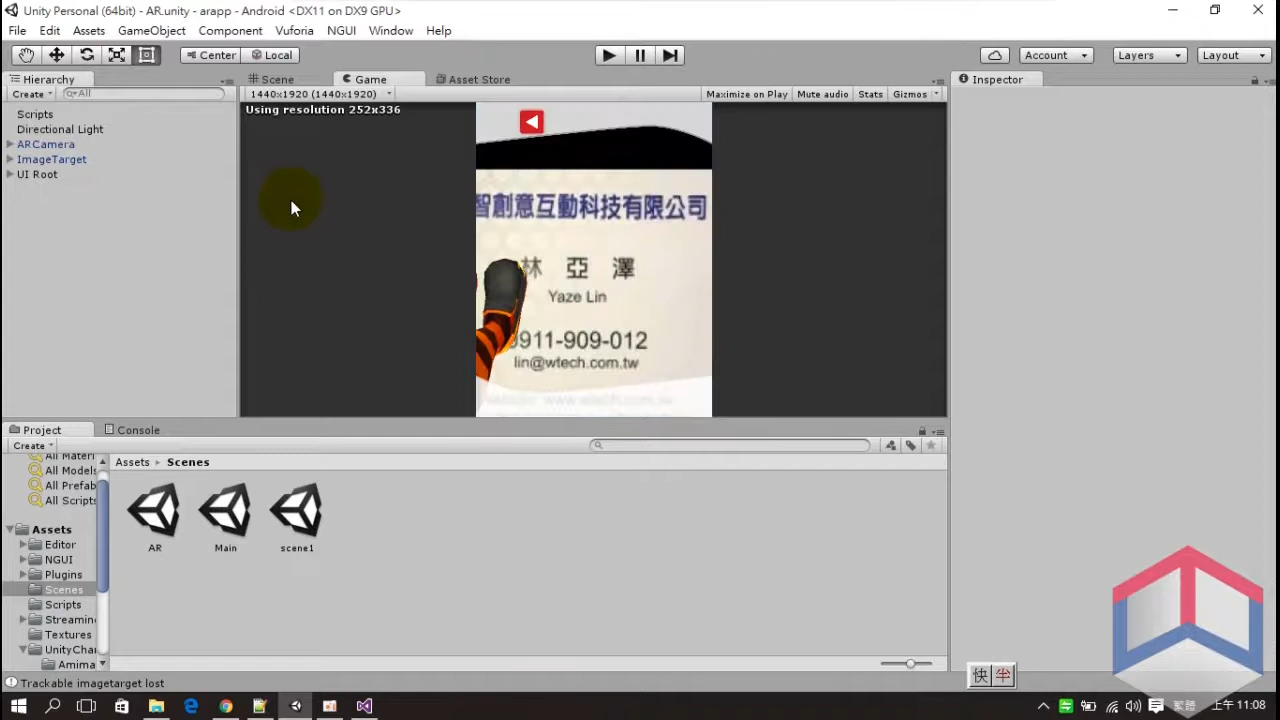 Unity Personal (64bit) - AR.unity - arapp - Android <DX11 on DX9 GPU>
File Edit Assets GameObject Component Vuforia NGUI Window Help
Center Local Account Layers Layout
Hierarchy Scene Game Asset Store Inspector
Create All 1440x1920 (1440x1920) Maximize on Play Mute audio Stats Gizmos
Using resolution 252x336
Scripts
Directional Light
ARCamera
ImageTarget
UI Root
智創意互動科技有限公司
林 亞 澤
Yaze Lin
0911-909-012
lin@wtech.com.tw
Project Console
Create
All Models
All Prefab
All Scripts
Assets
Editor
NGUI
Plugins
Scenes
Scripts
Streamin
Textures
UnityChar
Amima
Assets Scenes
AR Main scene1
Trackable imagetarget lost
快 半
繁體 上午 11:08